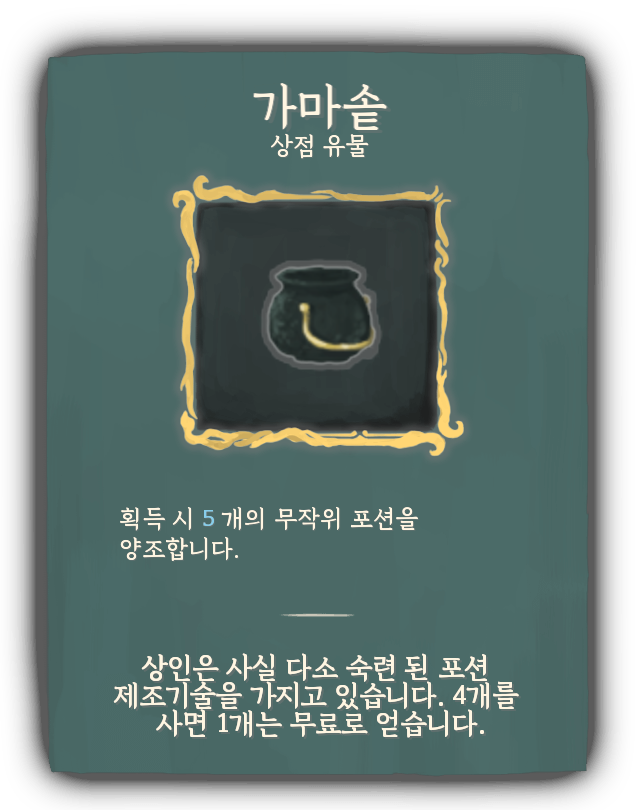 가마솥
상점 유물
획득 시 5 개의 무작위 포션을
양조합니다.
상인은 사실 다소 숙련 된 포션
제조기술을 가지고 있습니다. 4개를
사면 1개는 무료로 얻습니다.